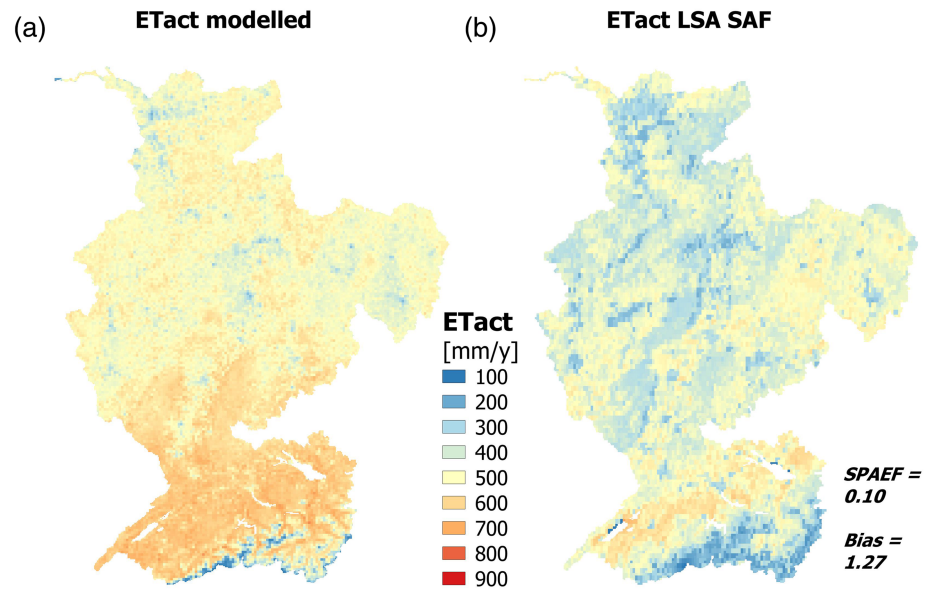 (a)
ETact modelled
(b)
ETact LSA SAF
ETact
[mm/y]
100
200
300
400
500
600
700
800
900
SPAEF =
0.10
Bias =
1.27